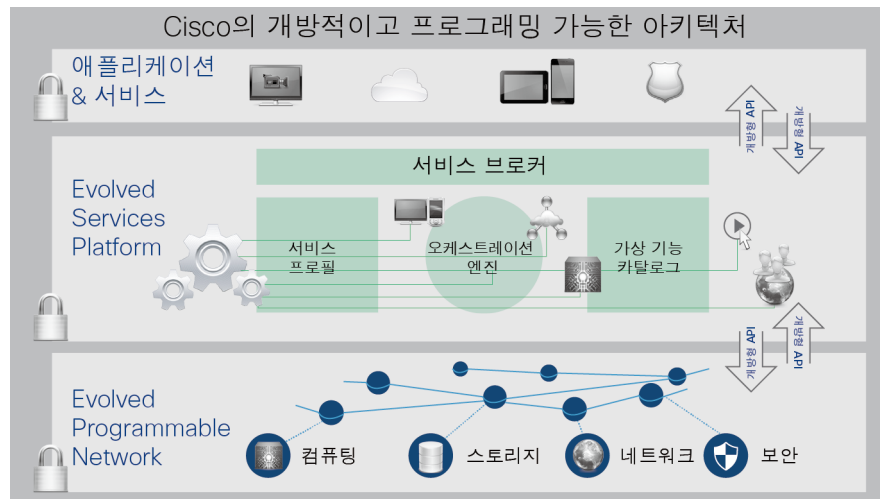 Cisco의 개방적이고 프로그래밍 가능한 아키텍처
애플리케이션
& 서비스
개방형 API
개방형 API
서비스 브로커
Evolved
Services
Platform
서비스
프로필
오케스트레이션
엔진
가상 기능
카탈로그
개방형 API
개방형 API
Evolved
Programmable
Network
컴퓨팅
스토리지
네트워크
보안